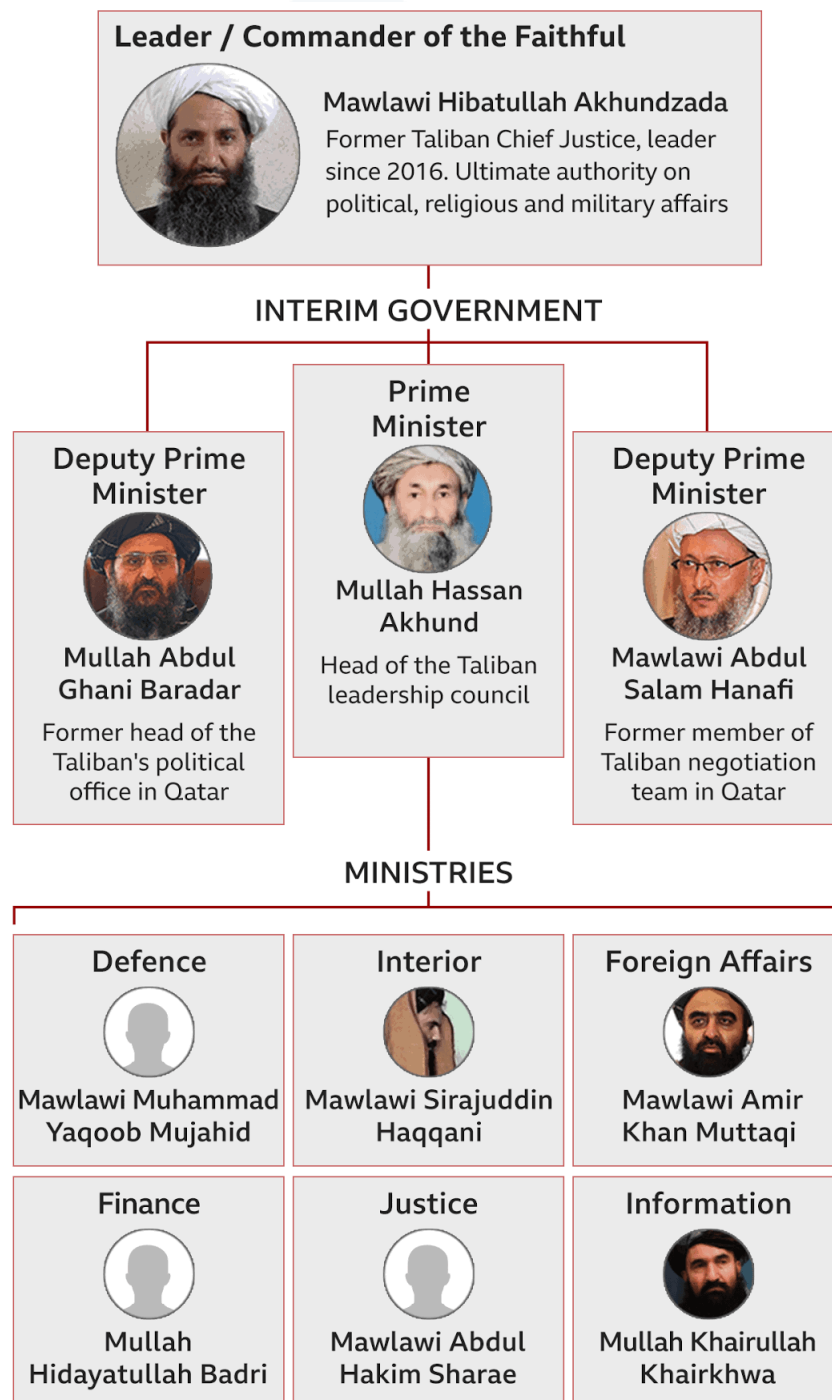 Leader / Commander of the Faithful
Mawlawi Hibatullah Akhundzada
Former Taliban Chief Justice, leader
since 2016. Ultimate authority on
political, religious and military affairs
INTERIM GOVERNMENT
Deputy Prime
Minister
Mullah Abdul
Ghani Baradar
Former head of the
Taliban's political
office in Qatar
Prime
Minister
Mullah Hassan
Akhund
Head of the Taliban
leadership council
Deputy Prime
Minister
Mawlawi Abdul
Salam Hanafi
Former member of
Taliban negotiation
team in Qatar
MINISTRIES
Defence
Mawlawi Muhammad
Yaqoob Mujahid
Interior
Mawlawi Sirajuddin
Haqqani
Foreign Affairs
Mawlawi Amir
Khan Muttaqi
Finance
Mullah
Hidayatullah Badri
Justice
Mawlawi Abdul
Hakim Sharae
Information
Mullah Khairullah
Khairkhwa